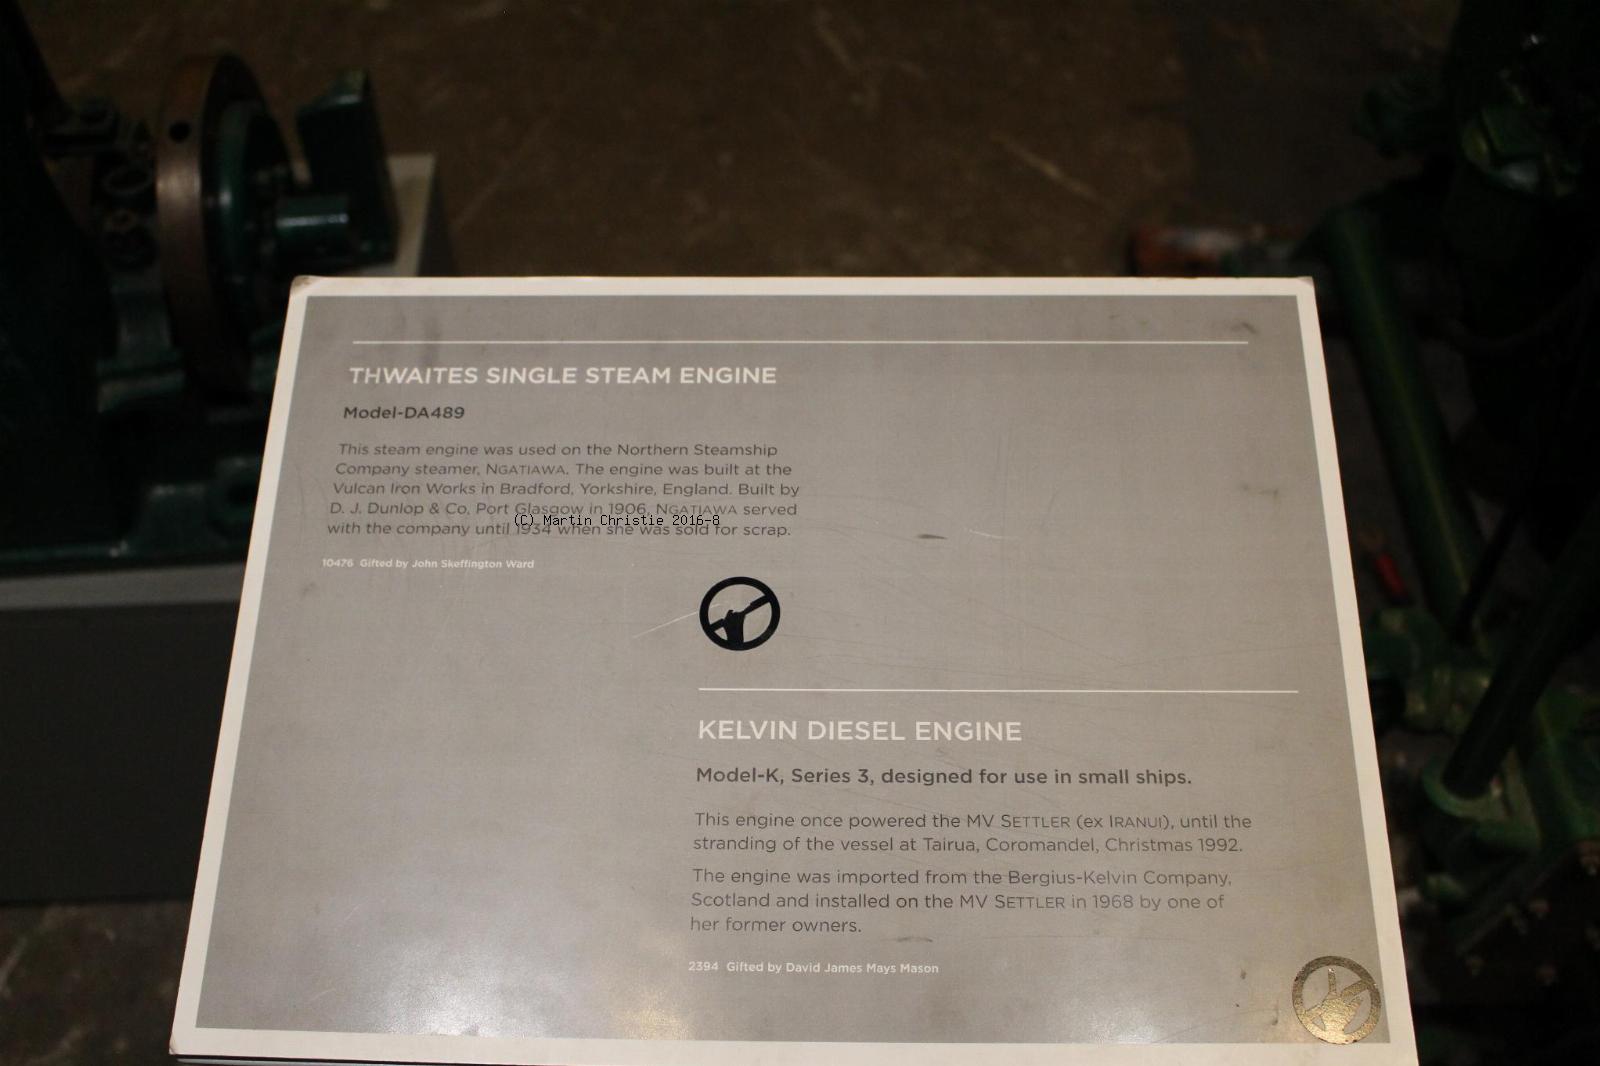 THWAITES SINGLE STEAM ENGINE
Model-DA489
This steam engine was used on the Northern Steamship
Company steamer, NGATIAWA. The engine was built at the
Vulcan Iron Works in Bradford, Yorkshire, England. Built by
D. J. Dunlop & Co, Port Glasgow in 1906, NGATIAWA served
(C) Martin Christie 2016-8
with the company until 1934 when she was sold for scrap.
10476 Gifted by John Skeffington Ward
KELVIN DIESEL ENGINE
Model-K, Series 3, designed for use in small ships.
This engine once powered the MV SETTLER (ex IRANUI), until the
stranding of the vessel at Tairua, Coromandel, Christmas 1992.
The engine was imported from the Bergius-Kelvin Company,
Scotland and installed on the MV SETTLER in 1968 by one of
her former owners.
2394 Gifted by David James Mays Mason